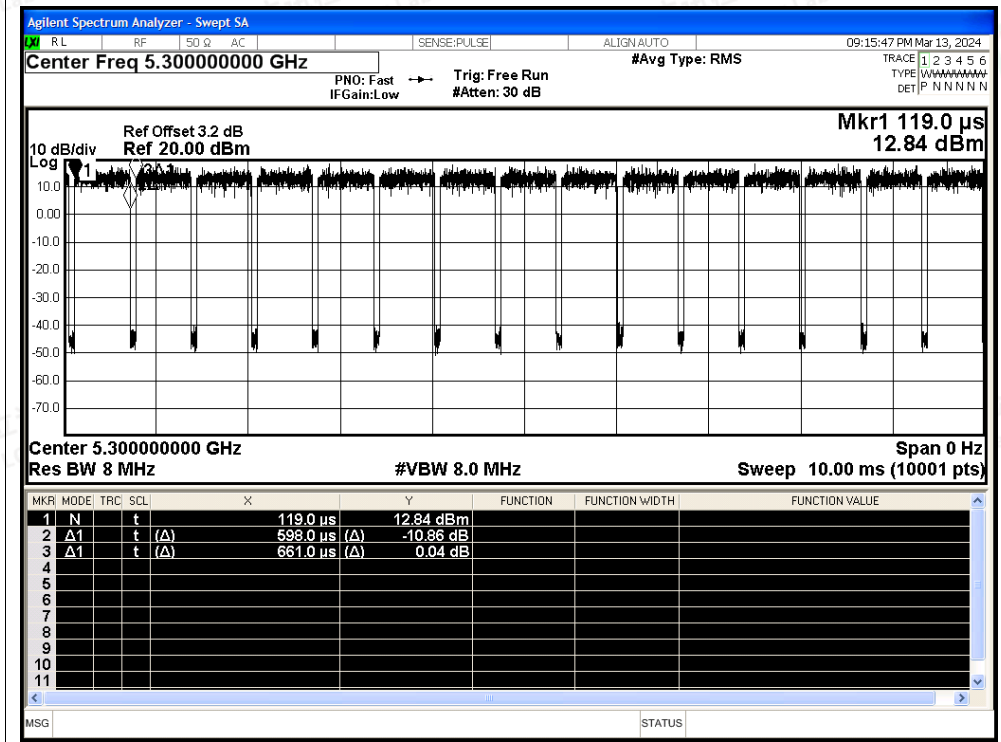 Agilent Spectrum Analyzer - Swept SA
LXI RL RF 50 Ω AC SENSE:PULSE ALIGN AUTO 09:15:47 PM Mar 13, 2024
Center Freq 5.300000000 GHz #Avg Type: RMS TRACE 1 2 3 4 5 6
PNO: Fast Trig: Free Run TYPE WWWWWW
IFGain:Low #Atten: 30 dB DET P N N N N N
Mkr1 119.0 µs
Ref Offset 3.2 dB
10 dB/div Ref 20.00 dBm 12.84 dBm
Log
1 2Δ1
10.0
0.00
-10.0
-20.0
-30.0
-40.0
-50.0
-60.0
-70.0
Center 5.300000000 GHz Span 0 Hz
Res BW 8 MHz #VBW 8.0 MHz Sweep 10.00 ms (10001 pts)
MKR MODE TRC SCL X Y FUNCTION FUNCTION WIDTH FUNCTION VALUE
1 N t 119.0 µs 12.84 dBm
2 Δ1 t (Δ) 598.0 µs (Δ) -10.86 dB
3 Δ1 t (Δ) 661.0 µs (Δ) 0.04 dB
4
5
6
7
8
9
10
11
MSG STATUS